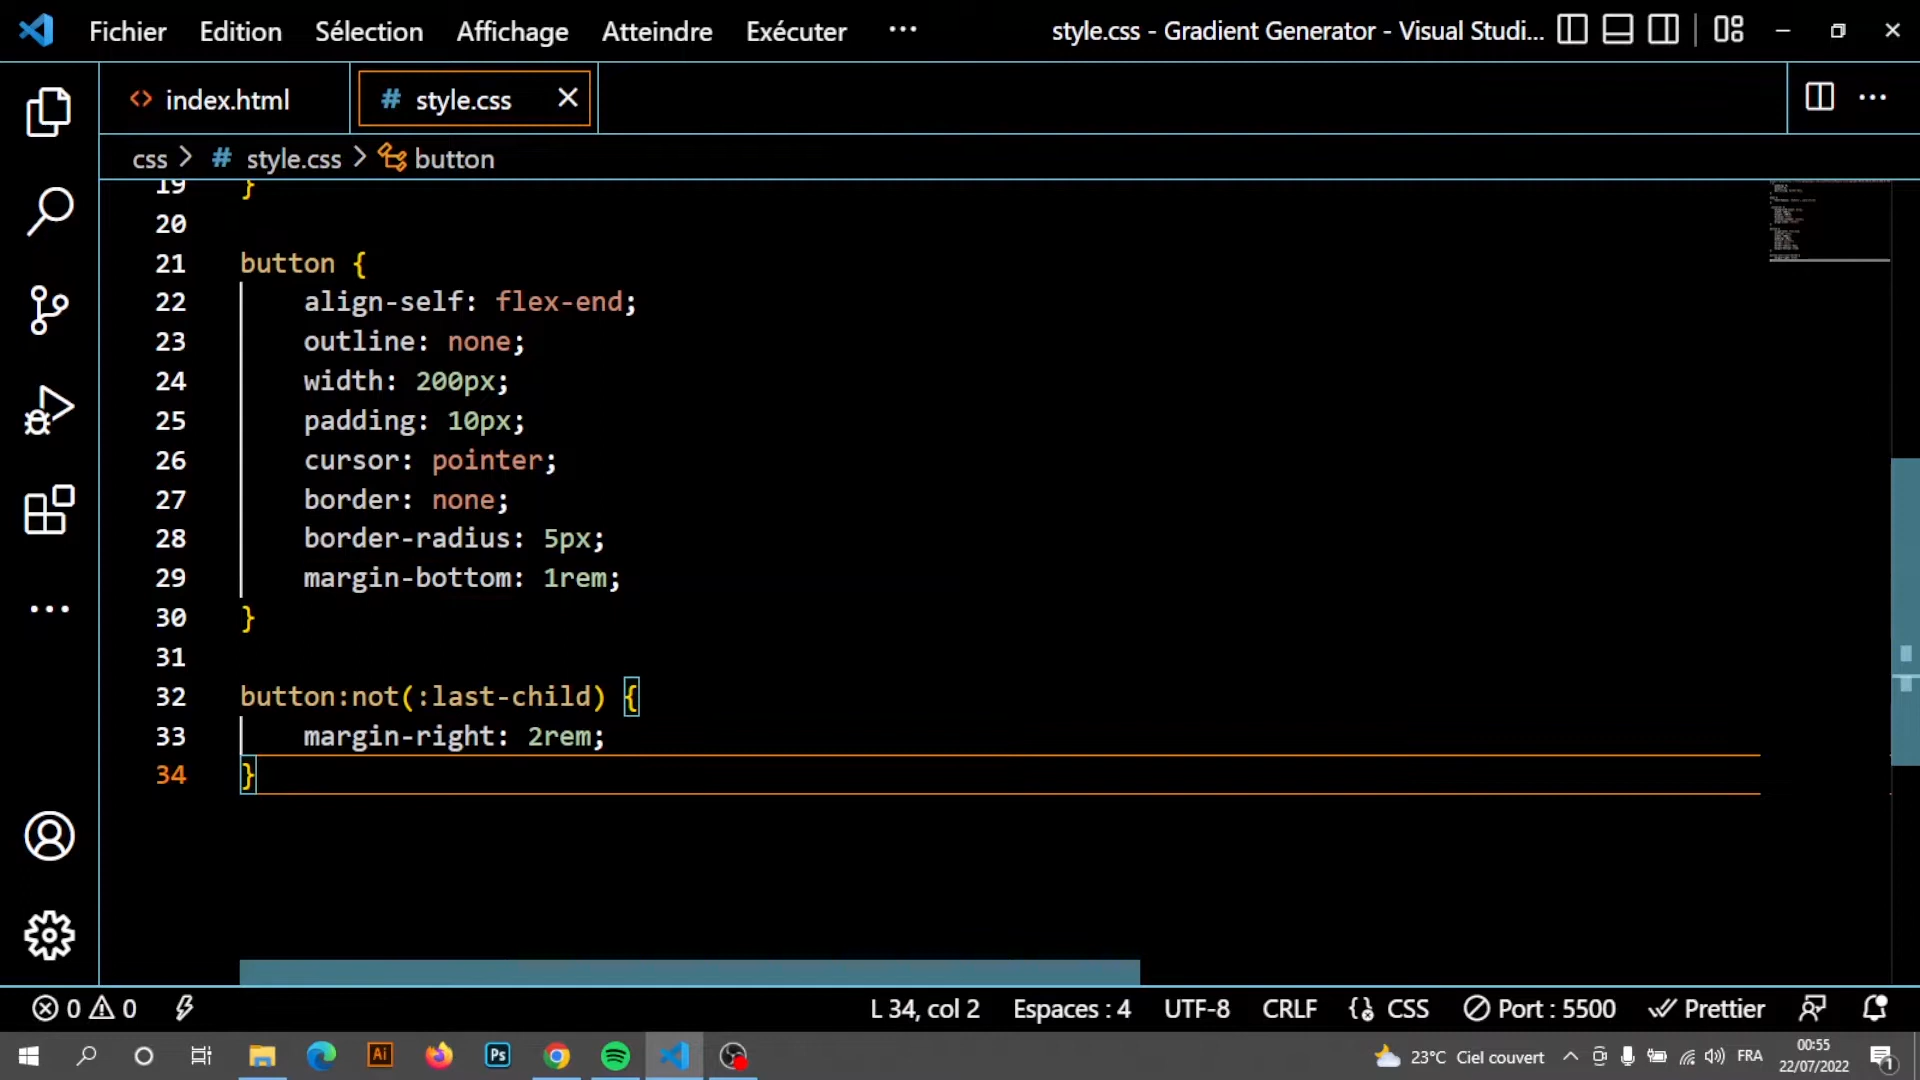 Fichier Edition Sélection Affichage Atteindre Exécuter ··· style.css - Gradient Generator - Visual Studi...
<> index.html
# style.css
css > # style.css > button
19 }
20
21 button {
22 align-self: flex-end;
23 outline: none;
24 width: 200px;
25 padding: 10px;
26 cursor: pointer;
27 border: none;
28 border-radius: 5px;
29 margin-bottom: 1rem;
30 }
31
32 button:not(:last-child) {
33 margin-right: 2rem;
34 }
0 0 L 34, col 2 Espaces : 4 UTF-8 CRLF {} CSS Port : 5500 Prettier
Ai Ps 23°C Ciel couvert FRA 00:55
22/07/2022 1